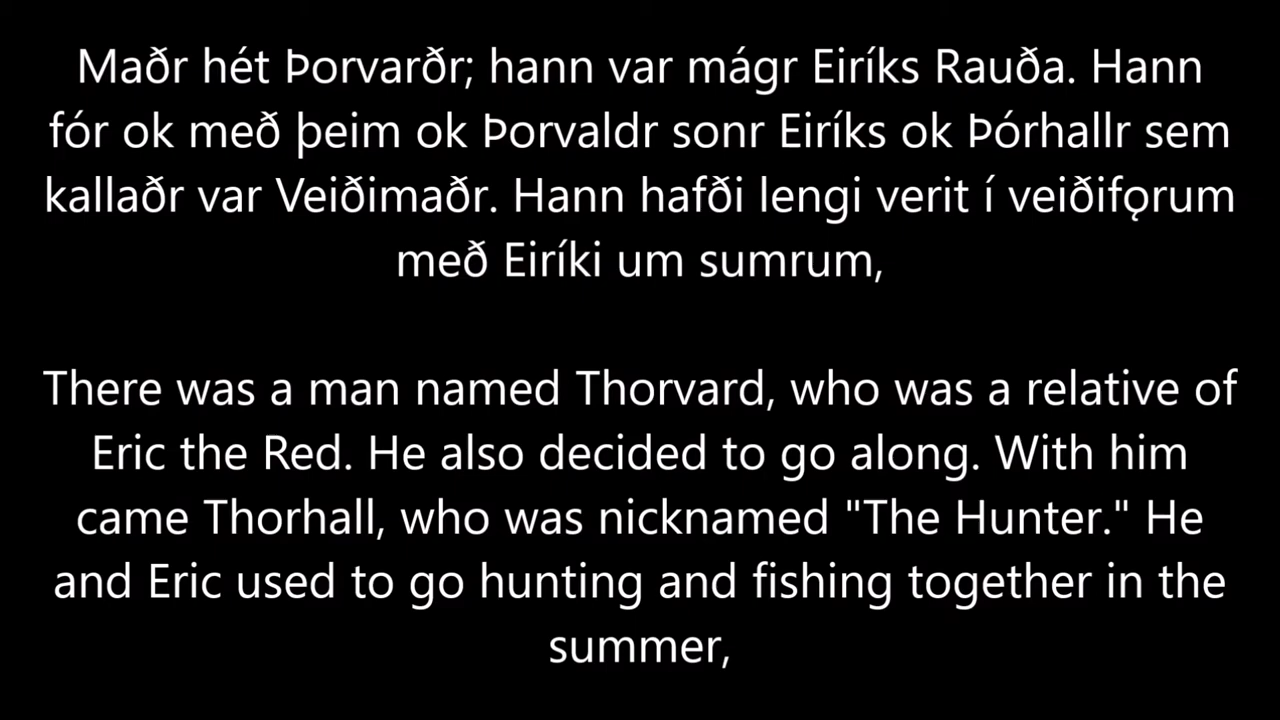 Maðr hét Þorvarðr; hann var mágr Eiríks Rauða. Hann
fór ok með þeim ok Þorvaldr sonr Eiríks ok Þórhallr sem
kallaðr var Veiðimaðr. Hann hafði lengi verit í veiðifǫrum
með Eiríki um sumrum,
There was a man named Thorvard, who was a relative of
Eric the Red. He also decided to go along. With him
came Thorhall, who was nicknamed "The Hunter." He
and Eric used to go hunting and fishing together in the
summer,